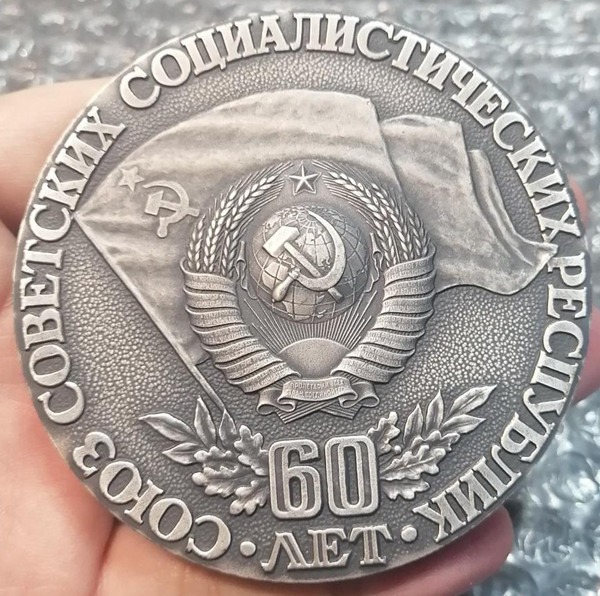 СОЮЗ СОВЕТСКИХ СОЦИАЛИСТИЧЕСКИХ РЕСПУБЛИК
60
· ЛЕТ ·